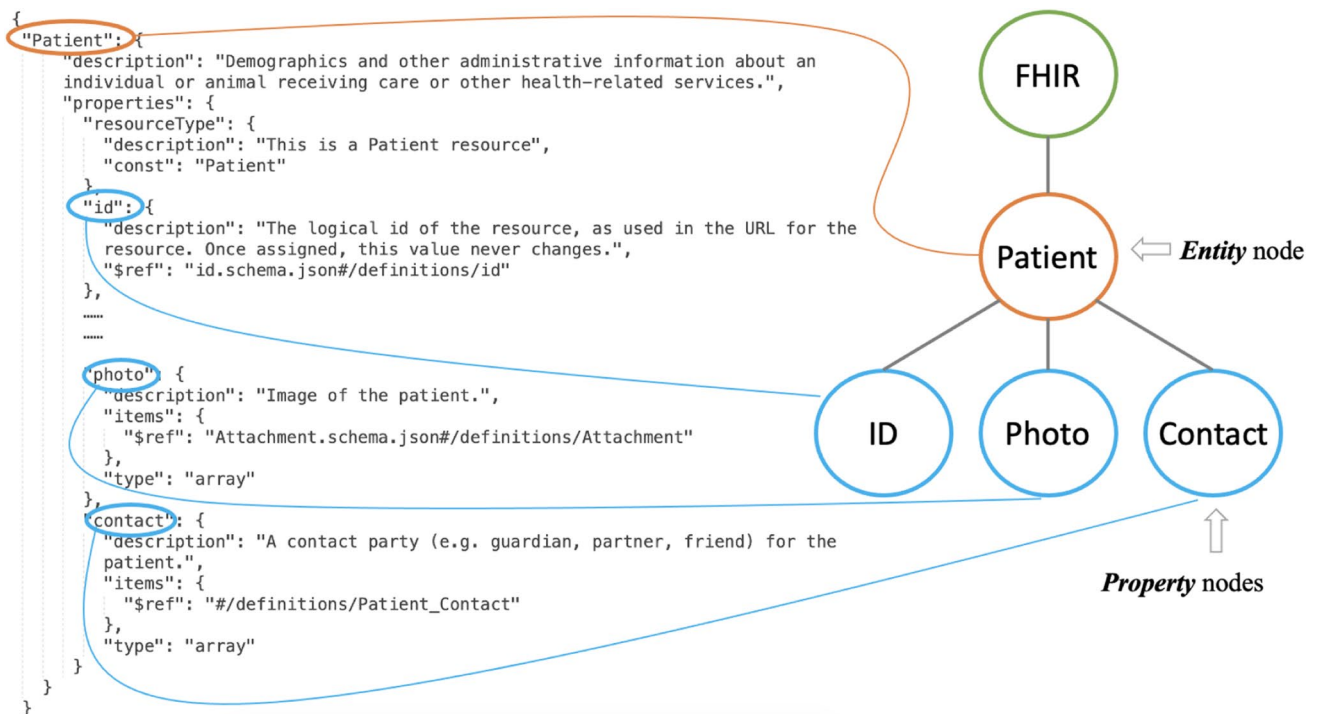 {
"Patient": {
"description": "Demographics and other administrative information about an
individual or animal receiving care or other health-related services.",
"properties": {
"resourceType": {
"description": "This is a Patient resource",
"const": "Patient"
},
"id": {
"description": "The logical id of the resource, as used in the URL for the
resource. Once assigned, this value never changes.",
"$ref": "id.schema.json#/definitions/id"
},
……
……
"photo": {
"description": "Image of the patient.",
"items": {
"$ref": "Attachment.schema.json#/definitions/Attachment"
},
"type": "array"
},
"contact": {
"description": "A contact party (e.g. guardian, partner, friend) for the
patient.",
"items": {
"$ref": "#/definitions/Patient_Contact"
},
"type": "array"
}
}
}
FHIR
Patient
Entity node
ID
Photo
Contact
Property nodes